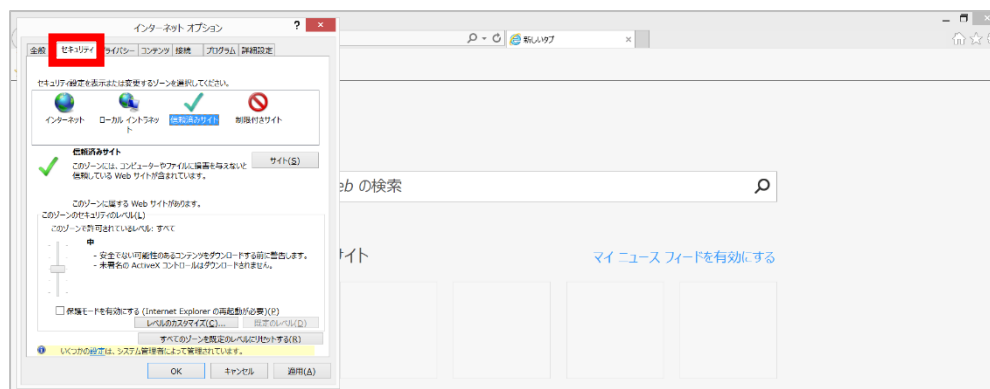 インターネット オプション
新しいタブ
全般 セキュリティ プライバシー コンテンツ 接続 プログラム 詳細設定
セキュリティ設定を表示または変更するゾーンを選択してください。
インターネット ローカル イントラネット 信頼済みサイト 制限付きサイト
信頼済みサイト
このゾーンには、コンピューターやファイルに損害を与えないと信頼している Web サイトが含まれています。
サイト(S)
このゾーンに属する Web サイトがあります。
eb の検索
このゾーンのセキュリティのレベル(L)
このゾーンで許可されているレベル: すべて
中
- 安全でない可能性のあるコンテンツをダウンロードする前に警告します。
- 未署名の ActiveX コントロールはダウンロードされません。
サイト
マイ ニュース フィードを有効にする
保護モードを有効にする (Internet Explorer の再起動が必要)(P)
レベルのカスタマイズ(C)... 既定のレベル(D)
すべてのゾーンを既定のレベルにリセットする(R)
いくつかの設定は、システム管理者によって管理されています。
OK キャンセル 適用(A)